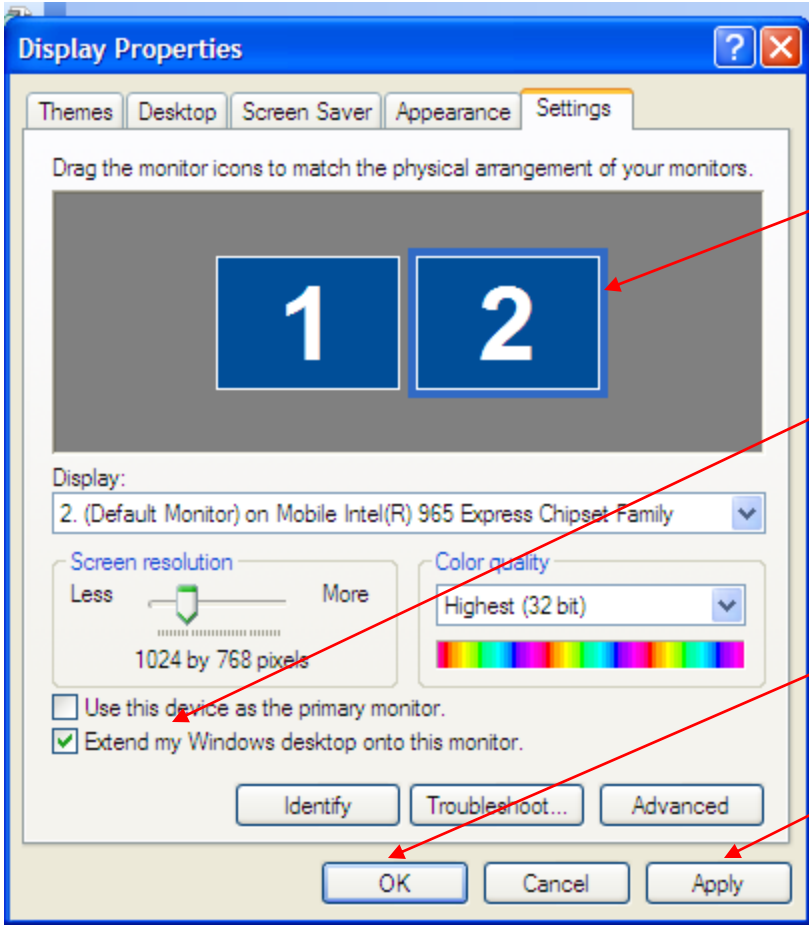 Display Properties
Themes Desktop Screen Saver Appearance Settings
Drag the monitor icons to match the physical arrangement of your monitors.
1 2
Display:
2. (Default Monitor) on Mobile Intel(R) 965 Express Chipset Family
Screen resolution
Less More
1024 by 768 pixels
Color quality
Highest (32 bit)
Use this device as the primary monitor.
Extend my Windows desktop onto this monitor.
Identify Troubleshoot... Advanced
OK Cancel Apply